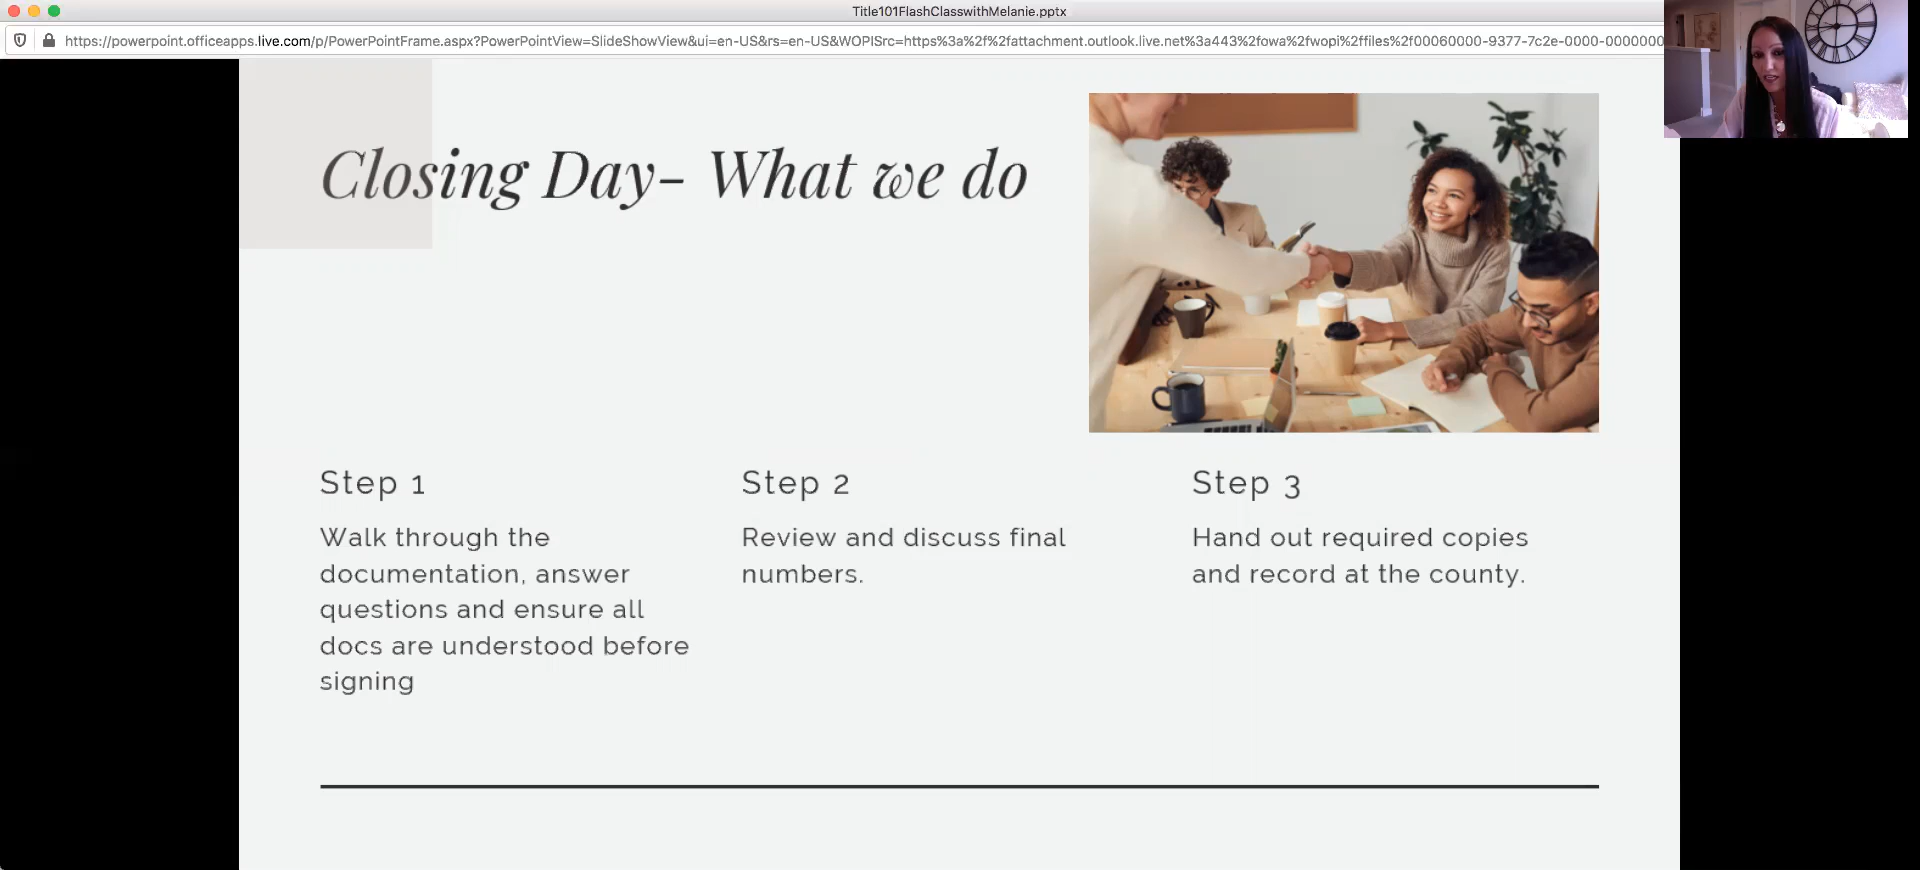 Title101FlashClasswithMelanie.pptx
https://powerpoint.officeapps.live.com/p/PowerPointFrame.aspx?PowerPointView=SlideShowView&ui=en-US&rs=en-US&WOPISrc=https%3a%2f%2fattachment.outlook.live.net%3a443%2fowa%2fwopi%2ffiles%2f00060000-9377-7c2e-0000-0000000
Closing Day- What we do
Step 1
Walk through the
documentation, answer
questions and ensure all
docs are understood before
signing
Step 2
Review and discuss final
numbers.
Step 3
Hand out required copies
and record at the county.